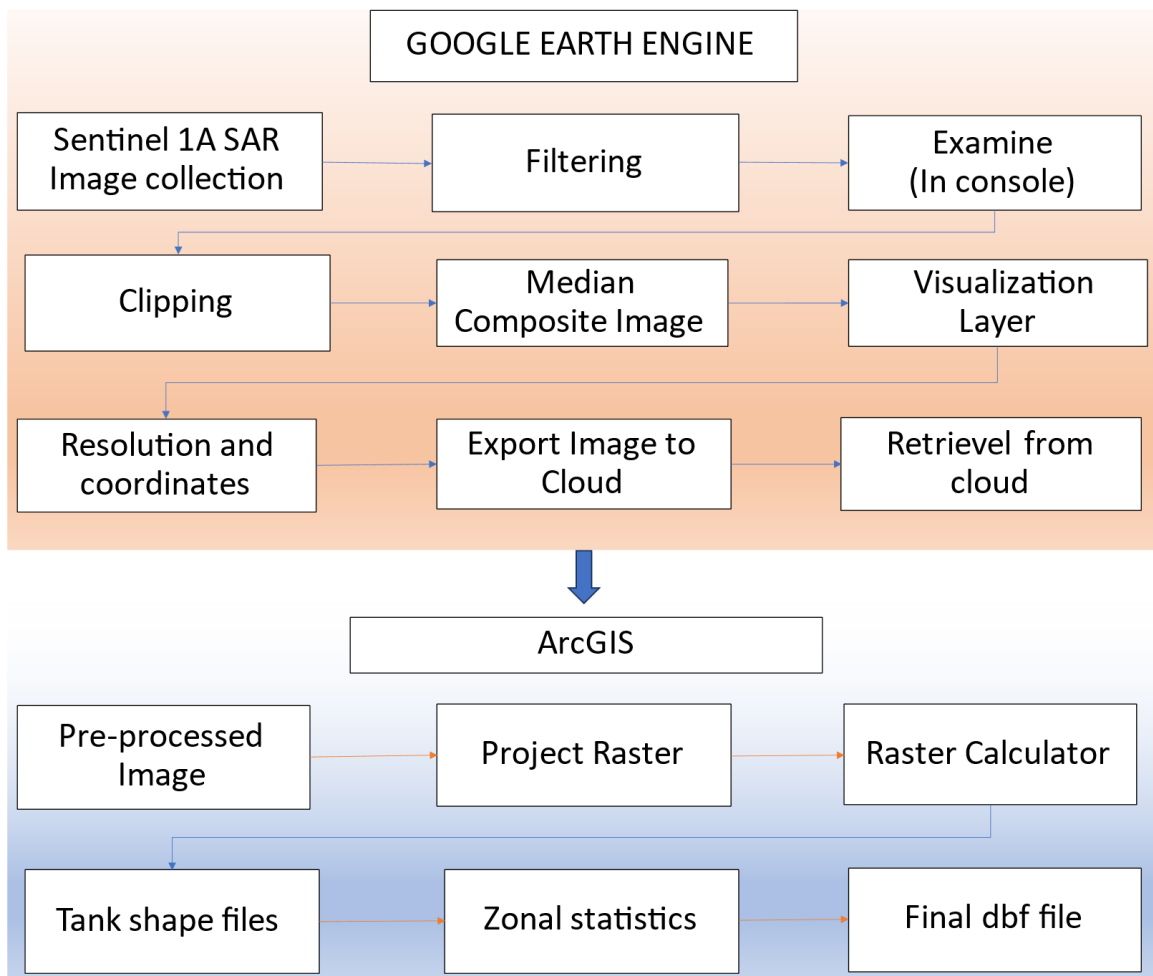 GOOGLE EARTH ENGINE
Sentinel 1A SAR
Image collection
Filtering
Examine
(In console)
Clipping
Median
Composite Image
Visualization
Layer
Resolution and
coordinates
Export Image to
Cloud
Retrievel from
cloud
ArcGIS
Pre-processed
Image
Project Raster
Raster Calculator
Tank shape files
Zonal statistics
Final dbf file